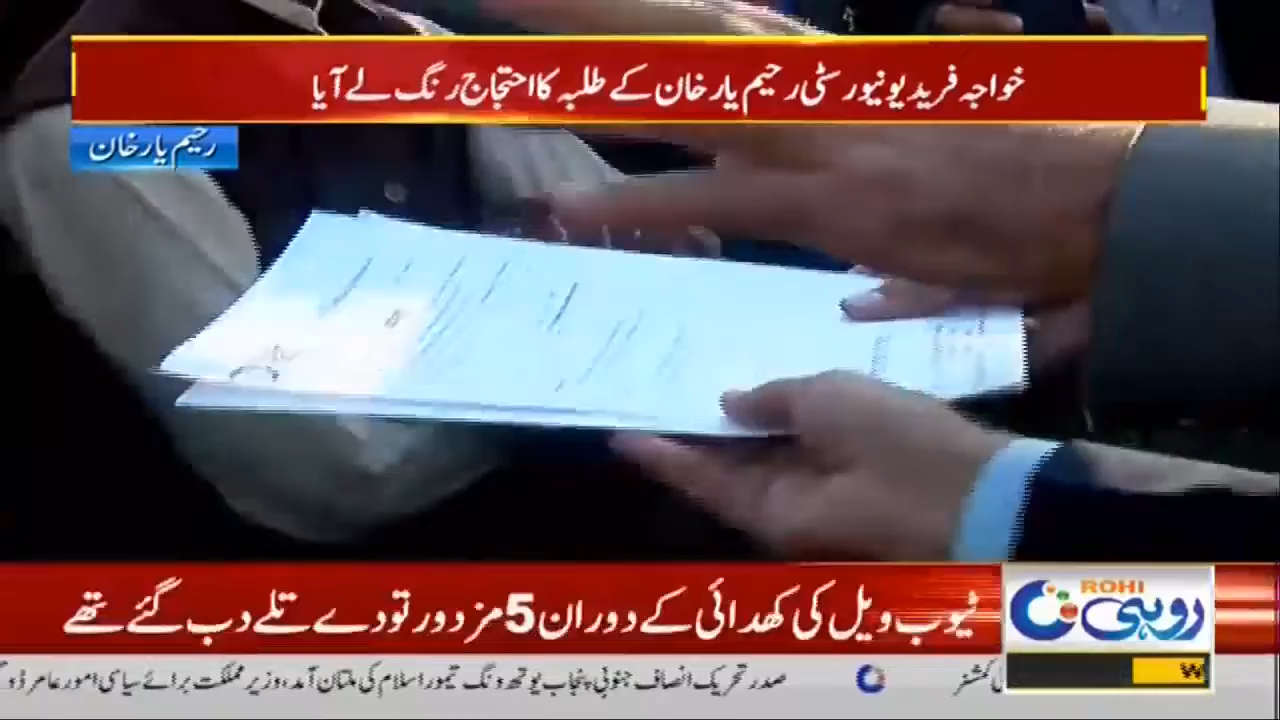 خواجہ فرید یونیورسٹی رحیم یار خان کے طلبہ کا احتجاج رنگ لے آیا
رحیم یار خان
ٹیوب ویل کی کھدائی کے دوران 5 مزدور تودے تلے دب گئے تھے
ROHI
روہی
کمشنر
صدر تحریک انصاف جنوبی پنجاب یوتھ ونگ تیمور اسلام کی ملتان آمد، وزیر مملکت برائے سیاسی امور عامر ڈو